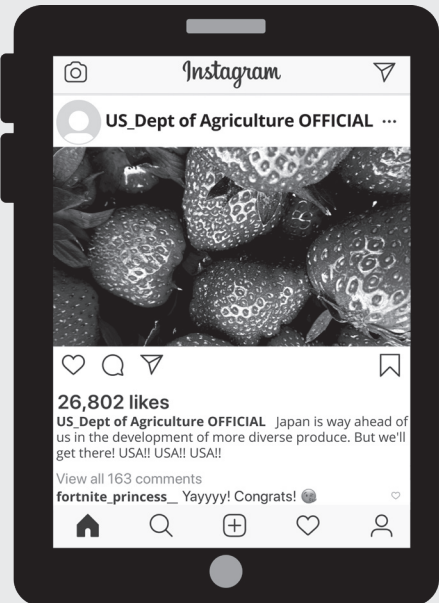 Instagram
US_Dept of Agriculture OFFICIAL ...
26,802 likes
US_Dept of Agriculture OFFICIAL Japan is way ahead of
us in the development of more diverse produce. But we'll
get there! USA!! USA!! USA!!
View all 163 comments
fortnite_princess__ Yayyyy! Congrats!